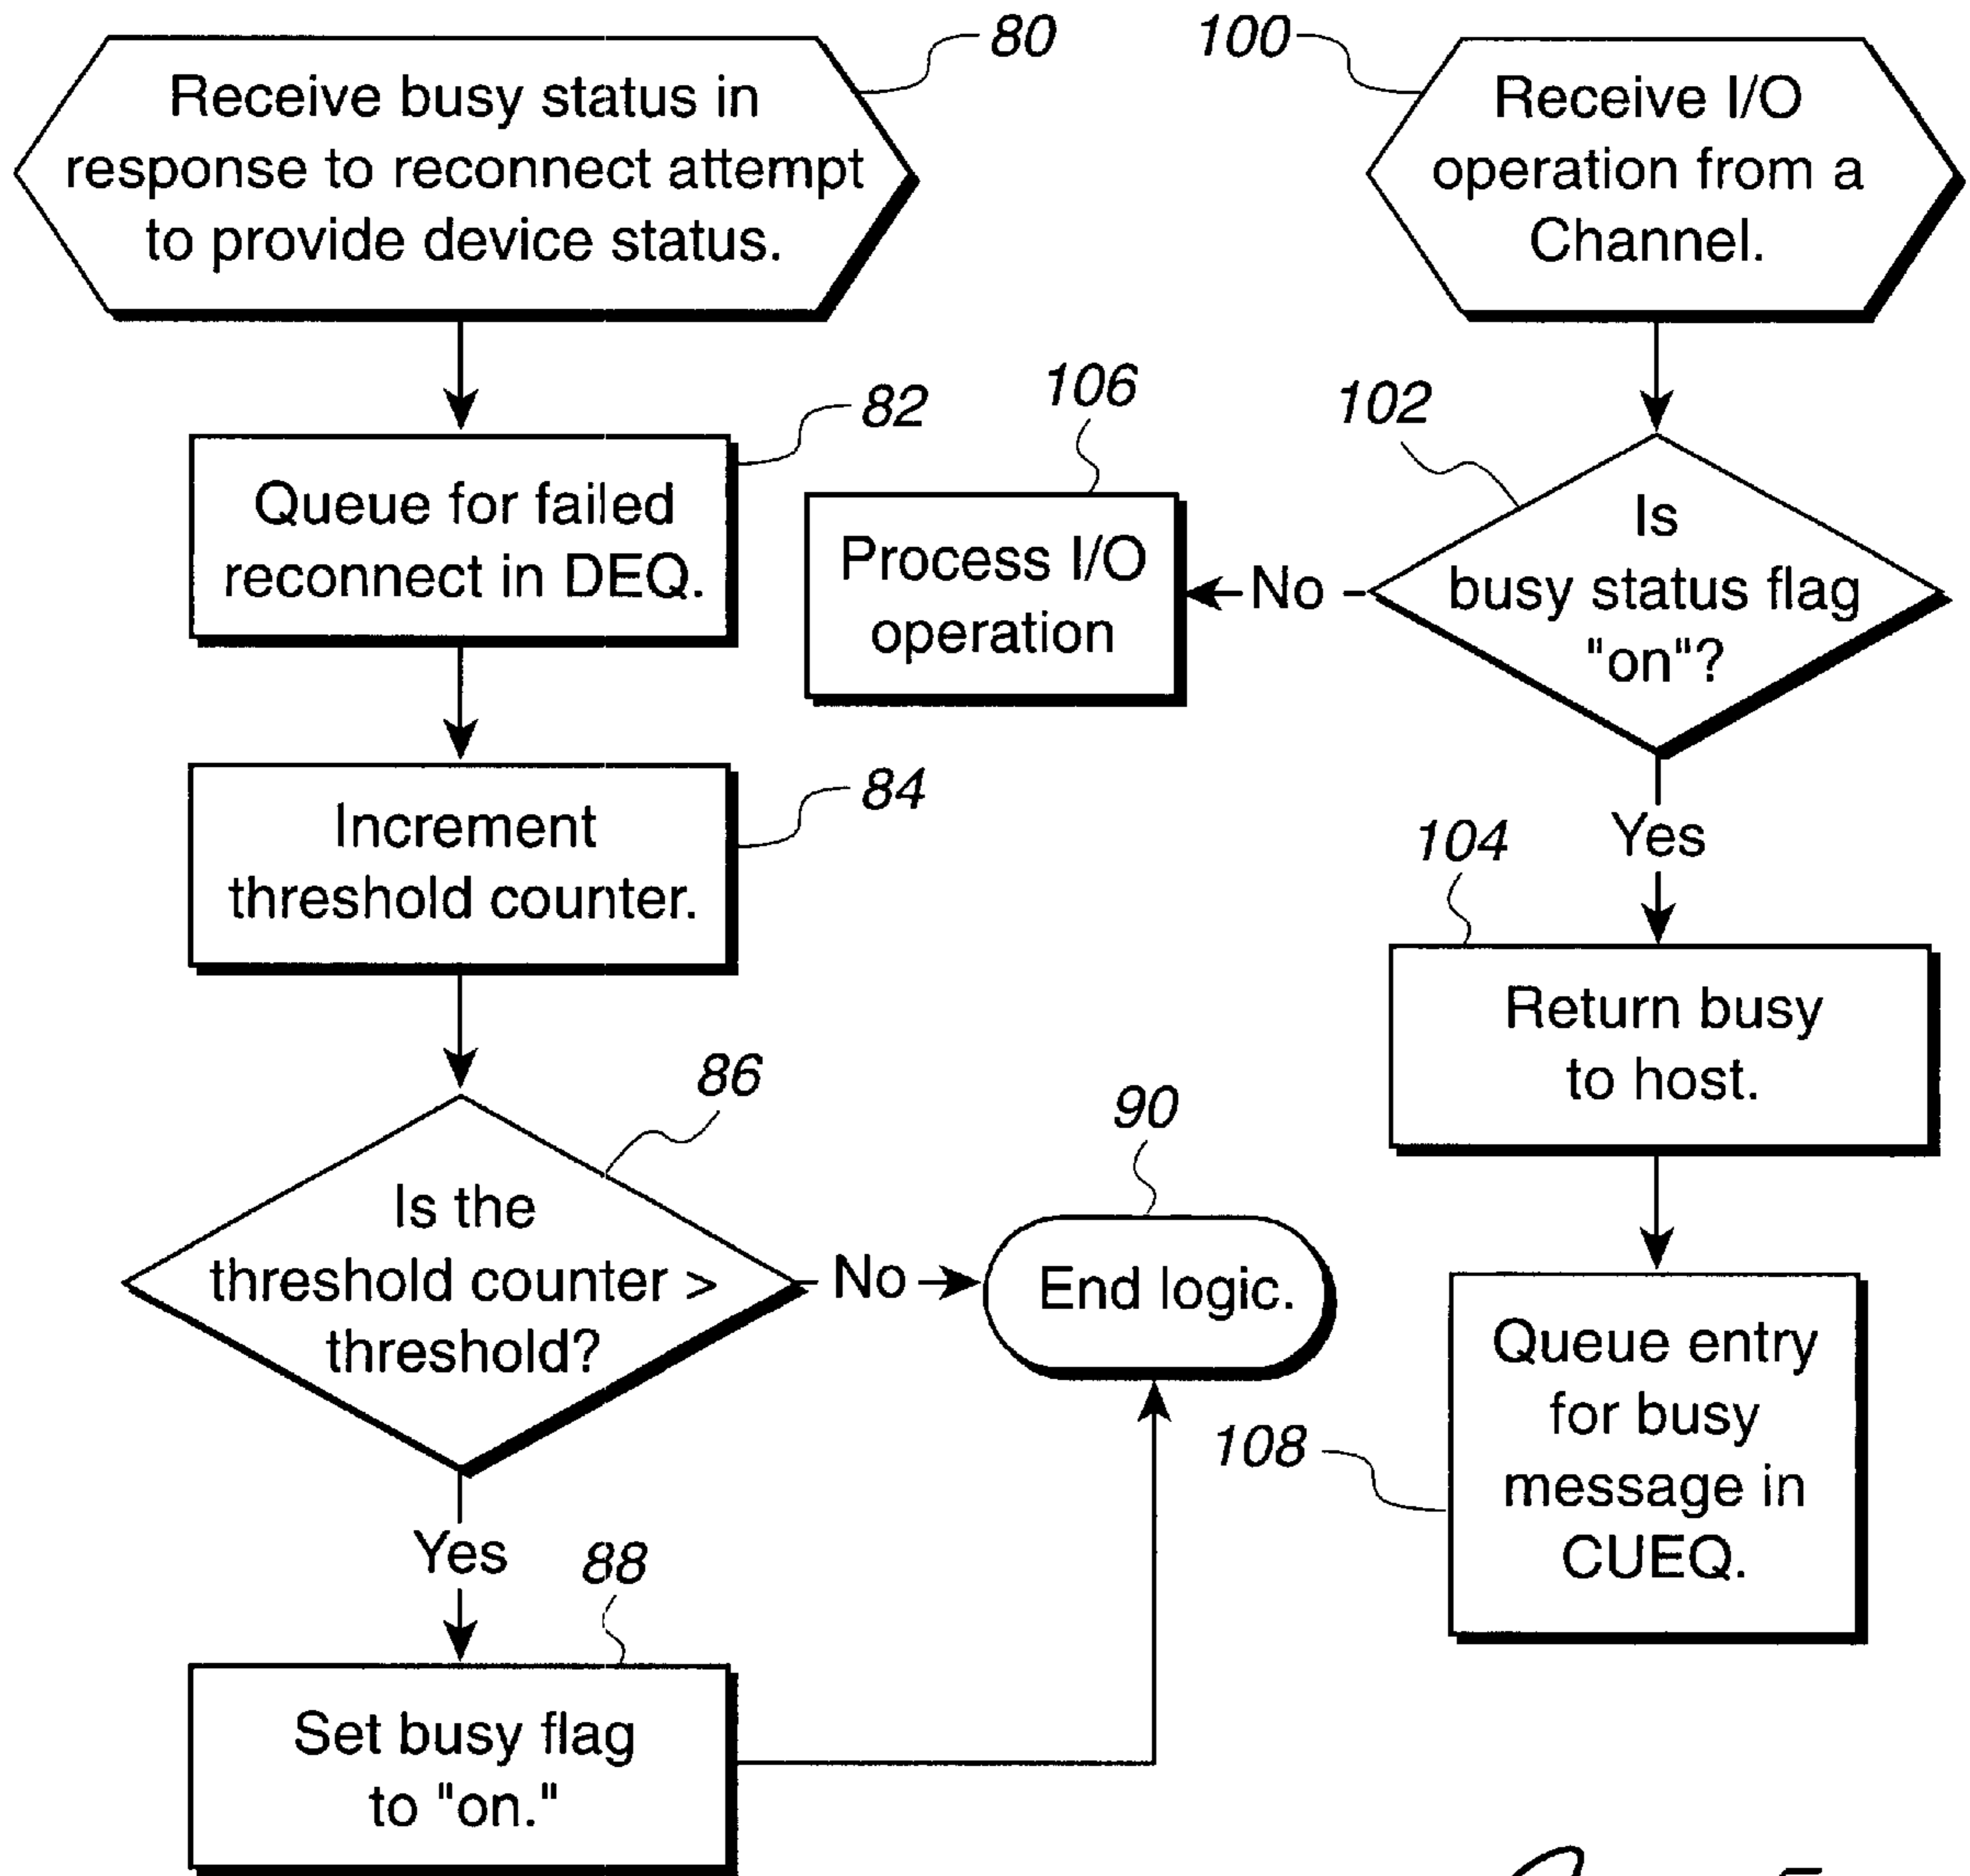 80
Receive busy status in
response to reconnect attempt
to provide device status.
82
Queue for failed
reconnect in DEQ.
84
Increment
threshold counter.
86
Is the
threshold counter >
threshold?
No
90
End logic.
Yes
88
Set busy flag
to "on."
100
Receive I/O
operation from a
Channel.
102
Is
busy status flag
"on"?
No
106
Process I/O
operation
Yes
104
Return busy
to host.
108
Queue entry
for busy
message in
CUEQ.